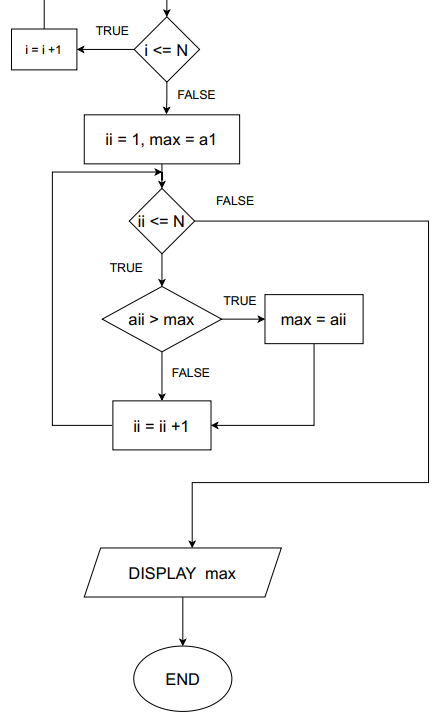 TRUE
i = i +1
i <= N
FALSE
ii = 1, max = a1
FALSE
ii <= N
TRUE
TRUE
aii > max
max = aii
FALSE
ii = ii +1
DISPLAY max
END